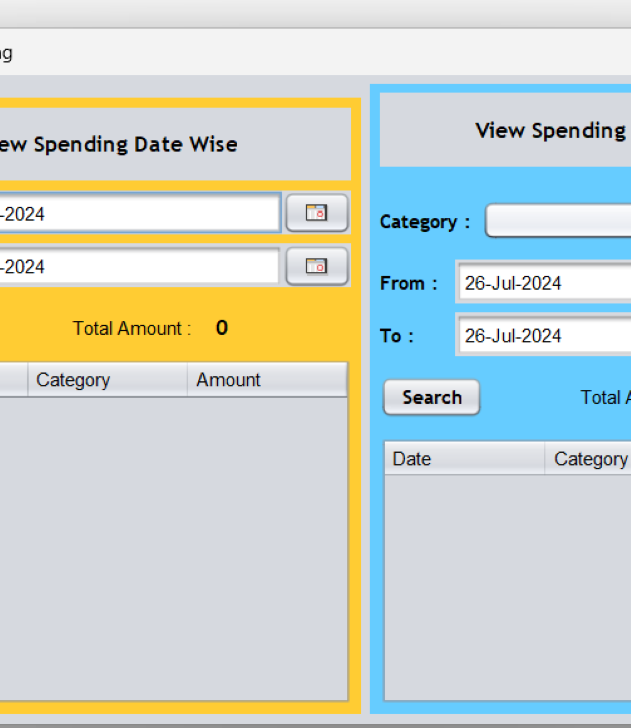 ew Spending Date Wise
-2024
-2024
Total Amount : 0
Category Amount
View Spending
Category :
From : 26-Jul-2024
To : 26-Jul-2024
Search Total
Date Category